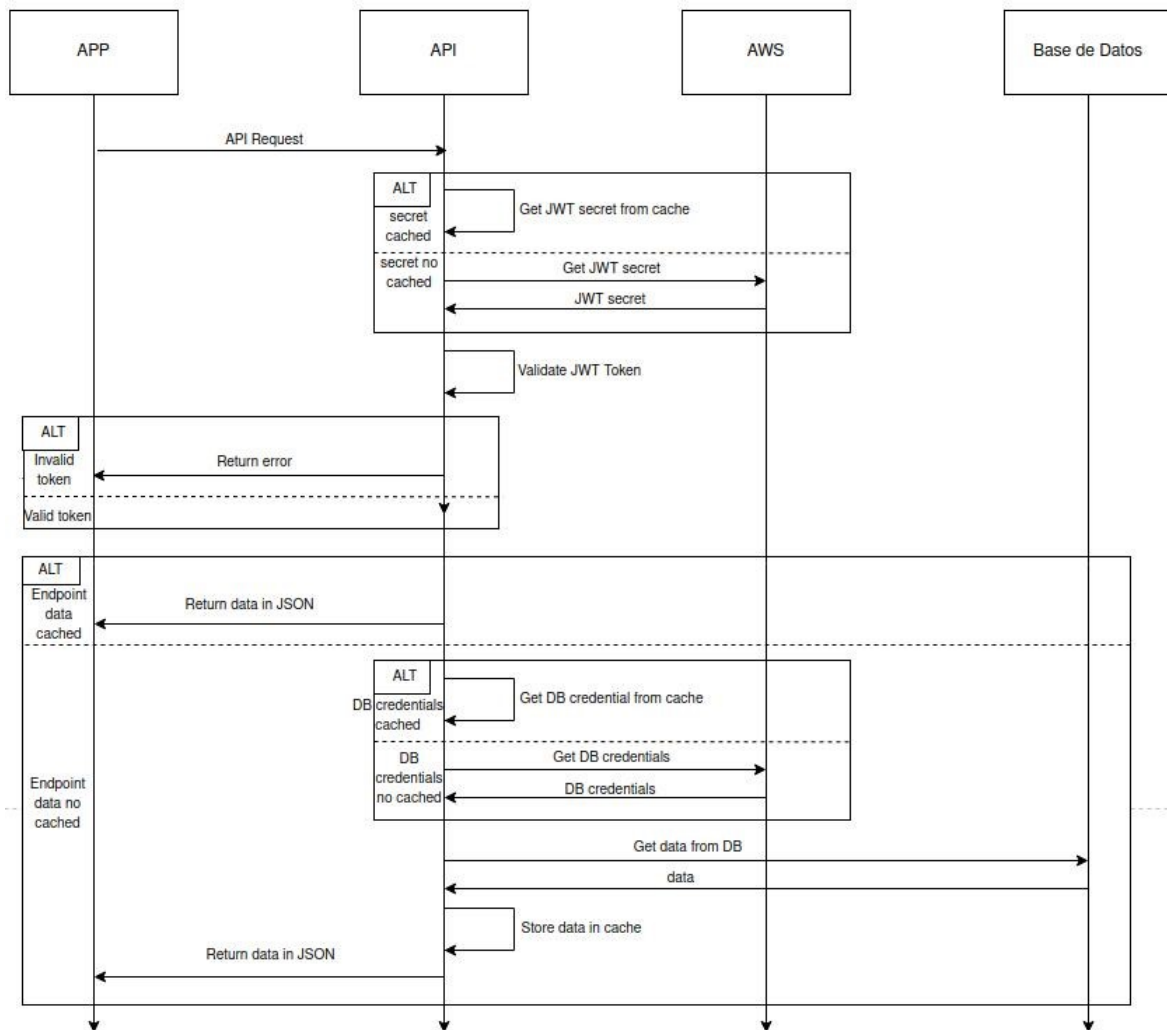 APP
API
AWS
Base de Datos
API Request
ALT
secret
cached
Get JWT secret from cache
secret no
cached
Get JWT secret
JWT secret
Validate JWT Token
ALT
Invalid
token
Return error
Valid token
ALT
Endpoint
data
cached
Return data in JSON
ALT
DB credentials
cached
Get DB credential from cache
DB
credentials
no cached
Get DB credentials
DB credentials
Endpoint
data no
cached
Get data from DB
data
Store data in cache
Return data in JSON